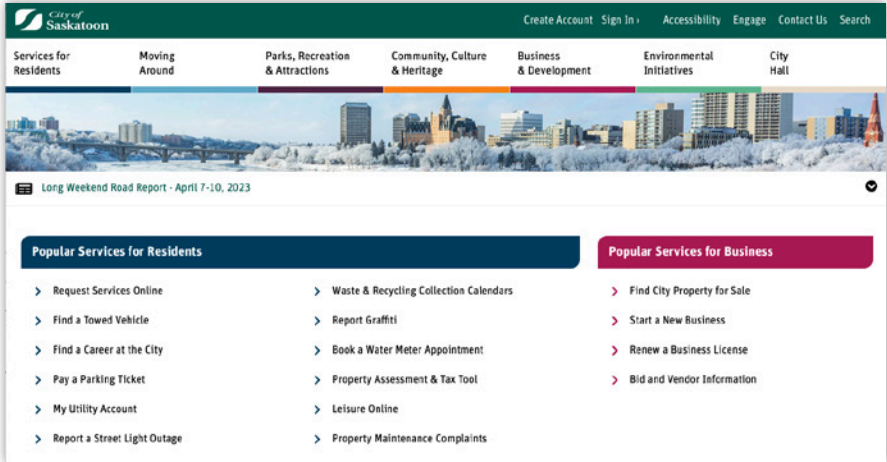 City of
Saskatoon
Create Account Sign In › Accessibility Engage Contact Us Search
Services for
Residents
Moving
Around
Parks, Recreation
& Attractions
Community, Culture
& Heritage
Business
& Development
Environmental
Initiatives
City
Hall
Long Weekend Road Report - April 7-10, 2023
Popular Services for Residents
Request Services Online
Find a Towed Vehicle
Find a Career at the City
Pay a Parking Ticket
My Utility Account
Report a Street Light Outage
Waste & Recycling Collection Calendars
Report Graffiti
Book a Water Meter Appointment
Property Assessment & Tax Tool
Leisure Online
Property Maintenance Complaints
Popular Services for Business
Find City Property for Sale
Start a New Business
Renew a Business License
Bid and Vendor Information